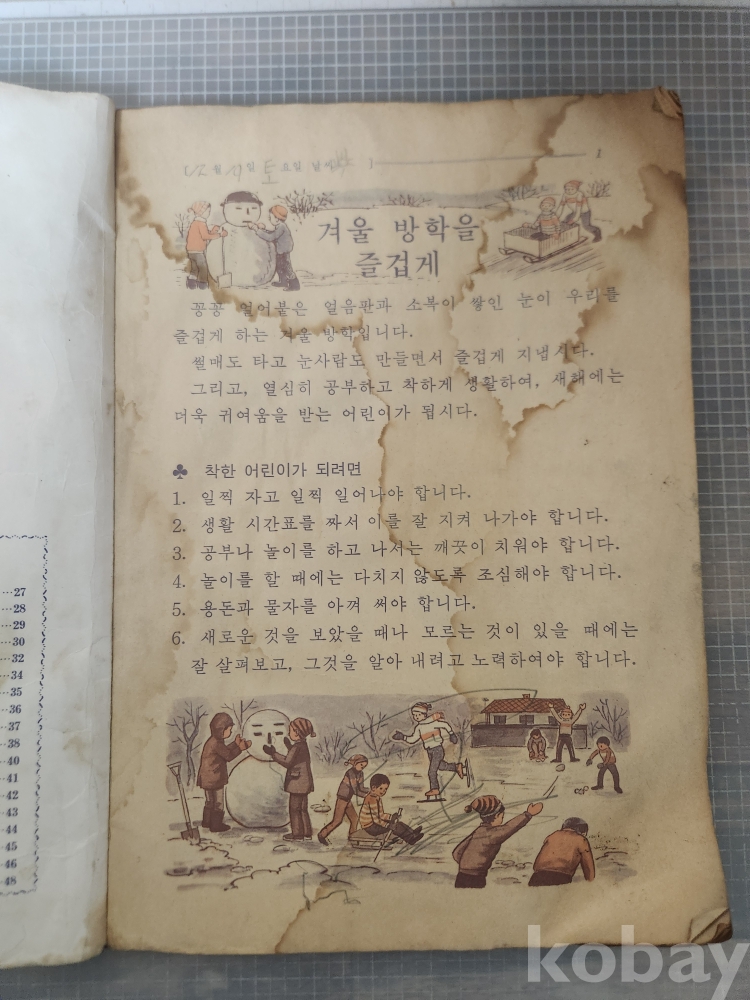 월 일 토요일 날씨 1
겨울 방학을
즐겁게
꽁꽁 얼어붙은 얼음판과 소복이 쌓인 눈이 우리를
즐겁게 하는 겨울 방학입니다.
썰매도 타고 눈사람도 만들면서 즐겁게 지냅시다.
그리고, 열심히 공부하고 착하게 생활하여, 새해에는
더욱 귀여움을 받는 어린이가 됩시다.
♣ 착한 어린이가 되려면
1. 일찍 자고 일찍 일어나야 합니다.
2. 생활 시간표를 짜서 이를 잘 지켜 나가야 합니다.
3. 공부나 놀이를 하고 나서는 깨끗이 치워야 합니다.
4. 놀이를 할 때에는 다치지 않도록 조심해야 합니다.
5. 용돈과 물자를 아껴 써야 합니다.
6. 새로운 것을 보았을 때나 모르는 것이 있을 때에는
잘 살펴보고, 그것을 알아 내려고 노력하여야 합니다.
27
28
29
30
32
34
35
36
37
38
40
41
42
43
44
45
46
48
kobay